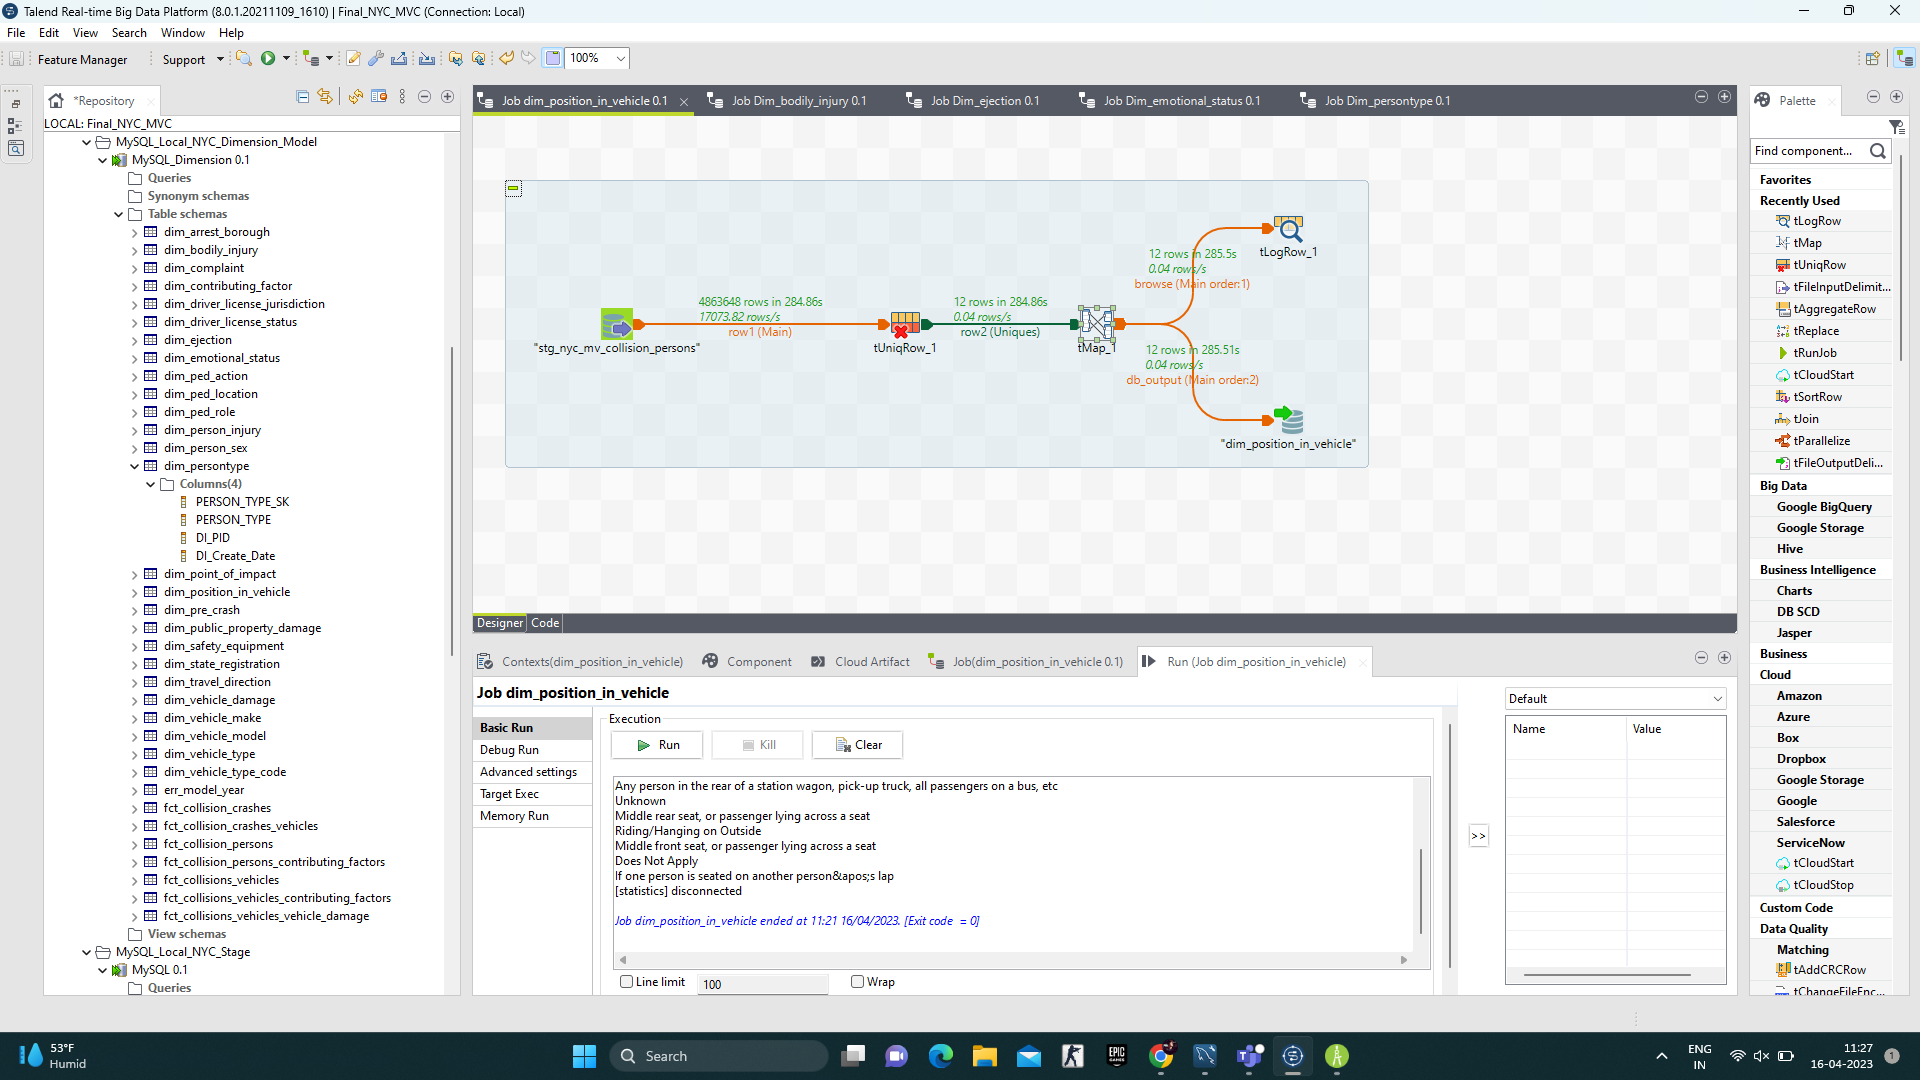 Talend Real-time Big Data Platform (8.0.1.20211109_1610) | Final_NYC_MVC (Connection: Local)
File Edit View Search Window Help
Feature Manager Support 100%
*Repository
LOCAL: Final_NYC_MVC
MySQL_Local_NYC_Dimension_Model
MySQL_Dimension 0.1
Queries
Synonym schemas
Table schemas
dim_arrest_borough
dim_bodily_injury
dim_complaint
dim_contributing_factor
dim_driver_license_jurisdiction
dim_driver_license_status
dim_ejection
dim_emotional_status
dim_ped_action
dim_ped_location
dim_ped_role
dim_person_injury
dim_person_sex
dim_persontype
Columns(4)
PERSON_TYPE_SK
PERSON_TYPE
DI_PID
DI_Create_Date
dim_point_of_impact
dim_position_in_vehicle
dim_pre_crash
dim_public_property_damage
dim_safety_equipment
dim_state_registration
dim_travel_direction
dim_vehicle_damage
dim_vehicle_make
dim_vehicle_model
dim_vehicle_type
dim_vehicle_type_code
err_model_year
fct_collision_crashes
fct_collision_crashes_vehicles
fct_collision_persons
fct_collision_persons_contributing_factors
fct_collisions_vehicles
fct_collisions_vehicles_contributing_factors
fct_collisions_vehicles_vehicle_damage
View schemas
MySQL_Local_NYC_Stage
MySQL 0.1
Queries
Job dim_position_in_vehicle 0.1 Job Dim_bodily_injury 0.1 Job Dim_ejection 0.1 Job Dim_emotional_status 0.1 Job Dim_persontype 0.1
"stg_nyc_mv_collision_persons"
4863648 rows in 284.86s
17073.82 rows/s
row1 (Main)
tUniqRow_1
12 rows in 284.86s
0.04 rows/s
row2 (Uniques)
tMap_1
12 rows in 285.5s
0.04 rows/s
browse (Main order:1)
tLogRow_1
12 rows in 285.51s
0.04 rows/s
db_output (Main order:2)
"dim_position_in_vehicle"
Designer Code
Contexts(dim_position_in_vehicle) Component Cloud Artifact Job(dim_position_in_vehicle 0.1) Run (Job dim_position_in_vehicle)
Job dim_position_in_vehicle
Basic Run
Debug Run
Advanced settings
Target Exec
Memory Run
Execution
Run Kill Clear
Any person in the rear of a station wagon, pick-up truck, all passengers on a bus, etc
Unknown
Middle rear seat, or passenger lying across a seat
Riding/Hanging on Outside
Middle front seat, or passenger lying across a seat
Does Not Apply
If one person is seated on another person&apos;s lap
[statistics] disconnected
Job dim_position_in_vehicle ended at 11:21 16/04/2023. [Exit code  = 0]
Line limit 100 Wrap
>>
Default
Name Value
Palette
Find component...
Favorites
Recently Used
tLogRow
tMap
tUniqRow
tFileInputDelimit...
tAggregateRow
tReplace
tRunJob
tCloudStart
tSortRow
tJoin
tParallelize
tFileOutputDeli...
Big Data
Google BigQuery
Google Storage
Hive
Business Intelligence
Charts
DB SCD
Jasper
Business
Cloud
Amazon
Azure
Box
Dropbox
Google Storage
Google
Salesforce
ServiceNow
tCloudStart
tCloudStop
Custom Code
Data Quality
Matching
tAddCRCRow
tChangeFileEnc...
53°F
Humid
Search
EPIC
GAMES
ENG
IN
11:27
16-04-2023
1